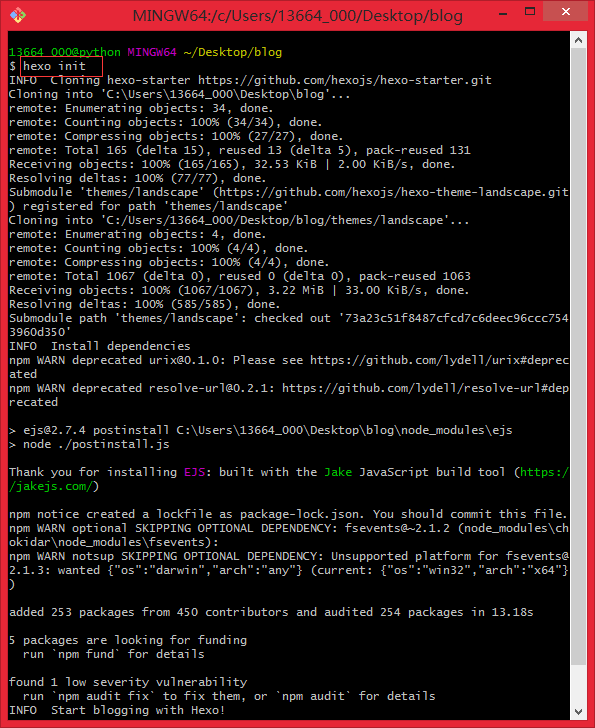 MINGW64:/c/Users/13664_000/Desktop/blog
13664_000@python MINGW64 ~/Desktop/blog
$ hexo init
INFO  Cloning hexo-starter https://github.com/hexojs/hexo-starter.git
Cloning into 'C:\Users\13664_000\Desktop\blog'...
remote: Enumerating objects: 34, done.
remote: Counting objects: 100% (34/34), done.
remote: Compressing objects: 100% (27/27), done.
remote: Total 165 (delta 15), reused 13 (delta 5), pack-reused 131
Receiving objects: 100% (165/165), 32.53 KiB | 2.00 KiB/s, done.
Resolving deltas: 100% (77/77), done.
Submodule 'themes/landscape' (https://github.com/hexojs/hexo-theme-landscape.git
) registered for path 'themes/landscape'
Cloning into 'C:/Users/13664_000/Desktop/blog/themes/landscape'...
remote: Enumerating objects: 4, done.
remote: Counting objects: 100% (4/4), done.
remote: Compressing objects: 100% (4/4), done.
remote: Total 1067 (delta 0), reused 0 (delta 0), pack-reused 1063
Receiving objects: 100% (1067/1067), 3.22 MiB | 33.00 KiB/s, done.
Resolving deltas: 100% (585/585), done.
Submodule path 'themes/landscape': checked out '73a23c51f8487cfcd7c6deec96ccc754
3960d350'
INFO  Install dependencies
npm WARN deprecated urix@0.1.0: Please see https://github.com/lydell/urix#deprec
ated
npm WARN deprecated resolve-url@0.2.1: https://github.com/lydell/resolve-url#dep
recated
> ejs@2.7.4 postinstall C:\Users\13664_000\Desktop\blog\node_modules\ejs
> node ./postinstall.js
Thank you for installing EJS: built with the Jake JavaScript build tool (https:/
/jakejs.com/)
npm notice created a lockfile as package-lock.json. You should commit this file.
npm WARN optional SKIPPING OPTIONAL DEPENDENCY: fsevents@~2.1.2 (node_modules\ch
okidar\node_modules\fsevents):
npm WARN notsup SKIPPING OPTIONAL DEPENDENCY: Unsupported platform for fsevents@
2.1.3: wanted {"os":"darwin","arch":"any"} (current: {"os":"win32","arch":"x64"}
)
added 253 packages from 450 contributors and audited 254 packages in 13.18s
5 packages are looking for funding
  run `npm fund` for details
found 1 low severity vulnerability
  run `npm audit fix` to fix them, or `npm audit` for details
INFO  Start blogging with Hexo!